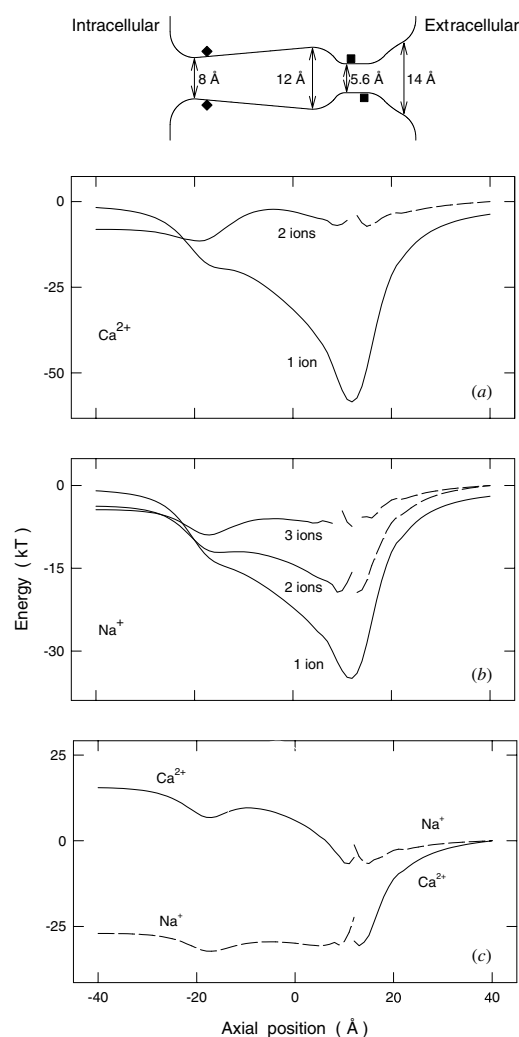 Intracellular
Extracellular
8 Å
12 Å
5.6 Å
14 Å
0
-25
-50
2 ions
1 ion
Ca2+
(a)
0
-15
-30
3 ions
2 ions
1 ion
Na+
(b)
Energy ( kT )
25
0
-25
Ca2+
Na+
Ca2+
Na+
(c)
-40
-20
0
20
40
Axial position ( Å )